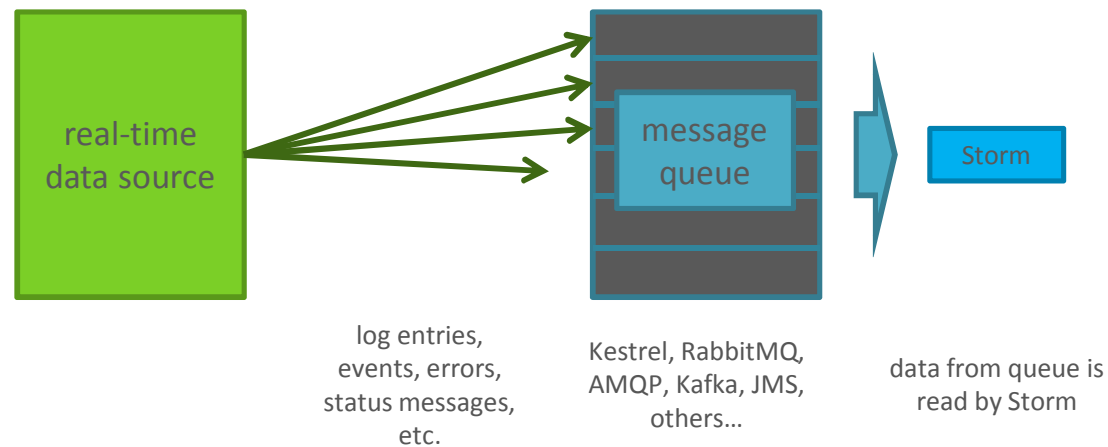 real-time
data source
message
queue
Storm
log entries,
events, errors,
status messages,
etc.
Kestrel, RabbitMQ,
AMQP, Kafka, JMS,
others…
data from queue is
read by Storm